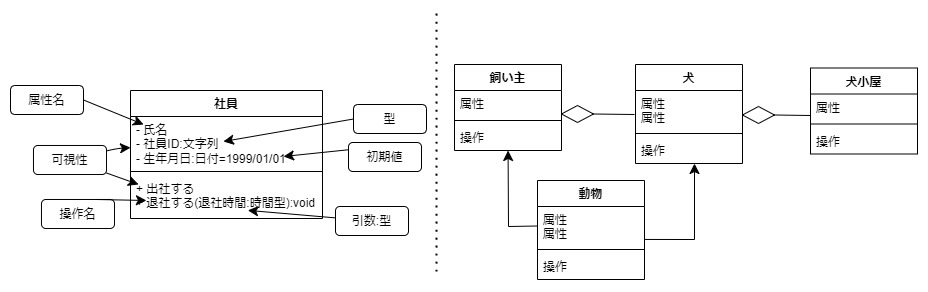 属性名
可視性
操作名
社員
- 氏名
- 社員ID:文字列
- 生年月日:日付=1999/01/01
+ 出社する
退社する(退社時間:時間型):void
型
初期値
引数:型
飼い主
属性
操作
犬
属性
属性
操作
犬小屋
属性
操作
動物
属性
属性
操作